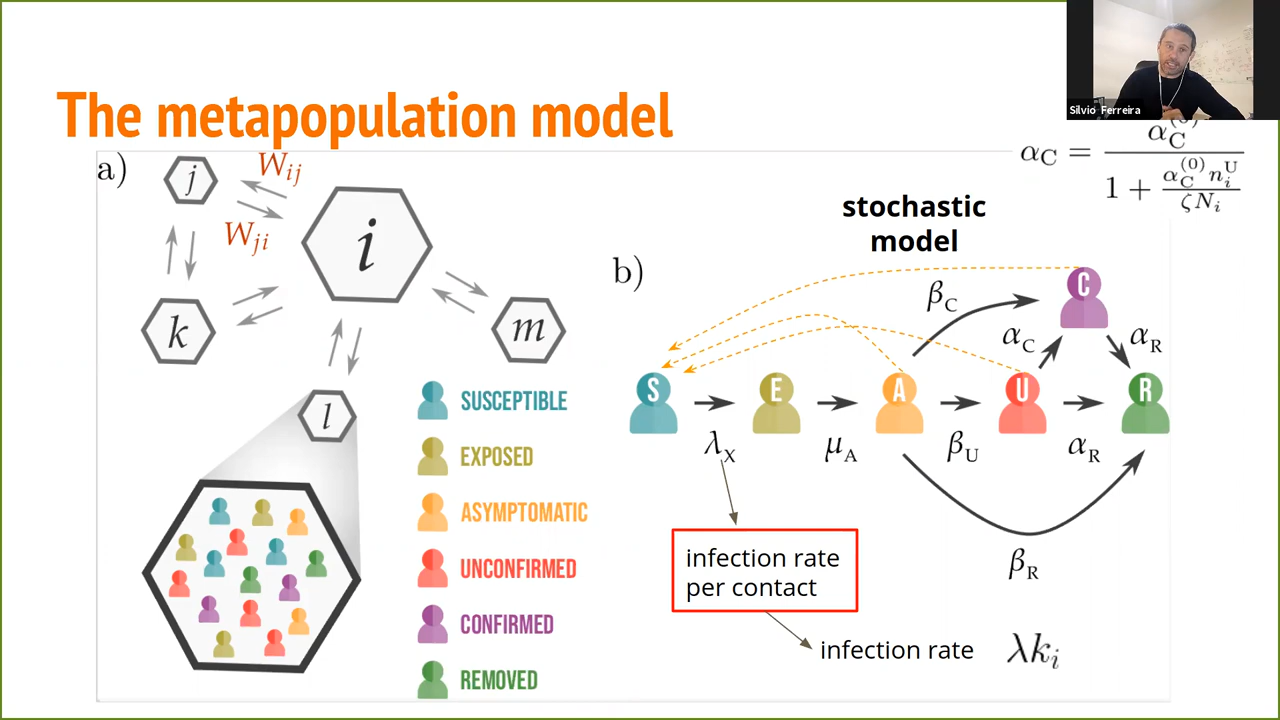 Silvio Ferreira
The metapopulation model
a)
j
W_ij
W_ji
i
k
m
l
SUSCEPTIBLE
EXPOSED
ASYMPTOMATIC
UNCONFIRMED
CONFIRMED
REMOVED
α_C = α_C^(0) / (1 + α_C^(0) n_i^U / ζN_i)
stochastic
model
b)
C
β_C
α_C
α_R
S
E
A
U
R
λ_X
μ_A
β_U
α_R
β_R
infection rate
per contact
infection rate λk_i